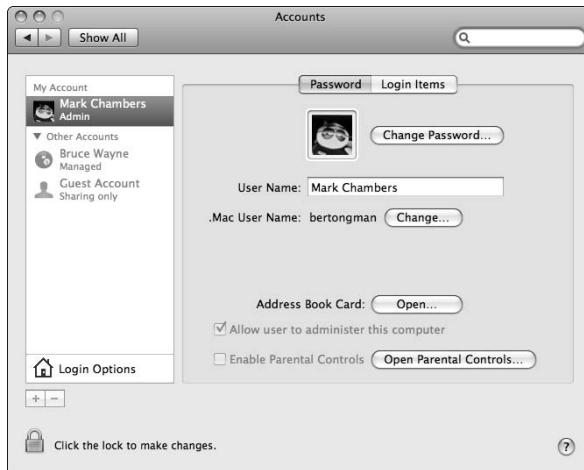 Accounts
Show All
My Account
Mark Chambers
Admin
Other Accounts
Bruce Wayne
Managed
Guest Account
Sharing only
Login Options
Password
Login Items
Change Password...
User Name: Mark Chambers
.Mac User Name: bertongman Change...
Address Book Card: Open...
Allow user to administer this computer
Enable Parental Controls Open Parental Controls...
+ −
Click the lock to make changes.
?